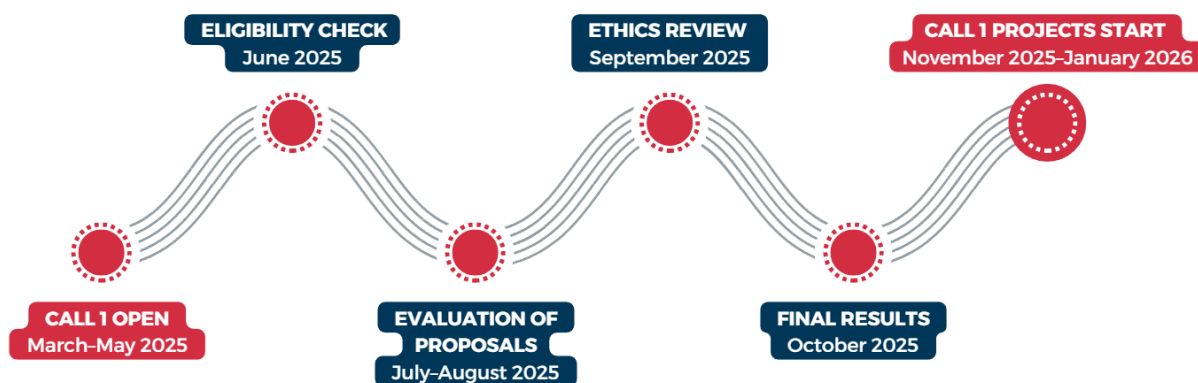 ELIGIBILITY CHECK
June 2025
ETHICS REVIEW
September 2025
CALL 1 PROJECTS START
November 2025–January 2026
CALL 1 OPEN
March–May 2025
EVALUATION OF
PROPOSALS
July–August 2025
FINAL RESULTS
October 2025